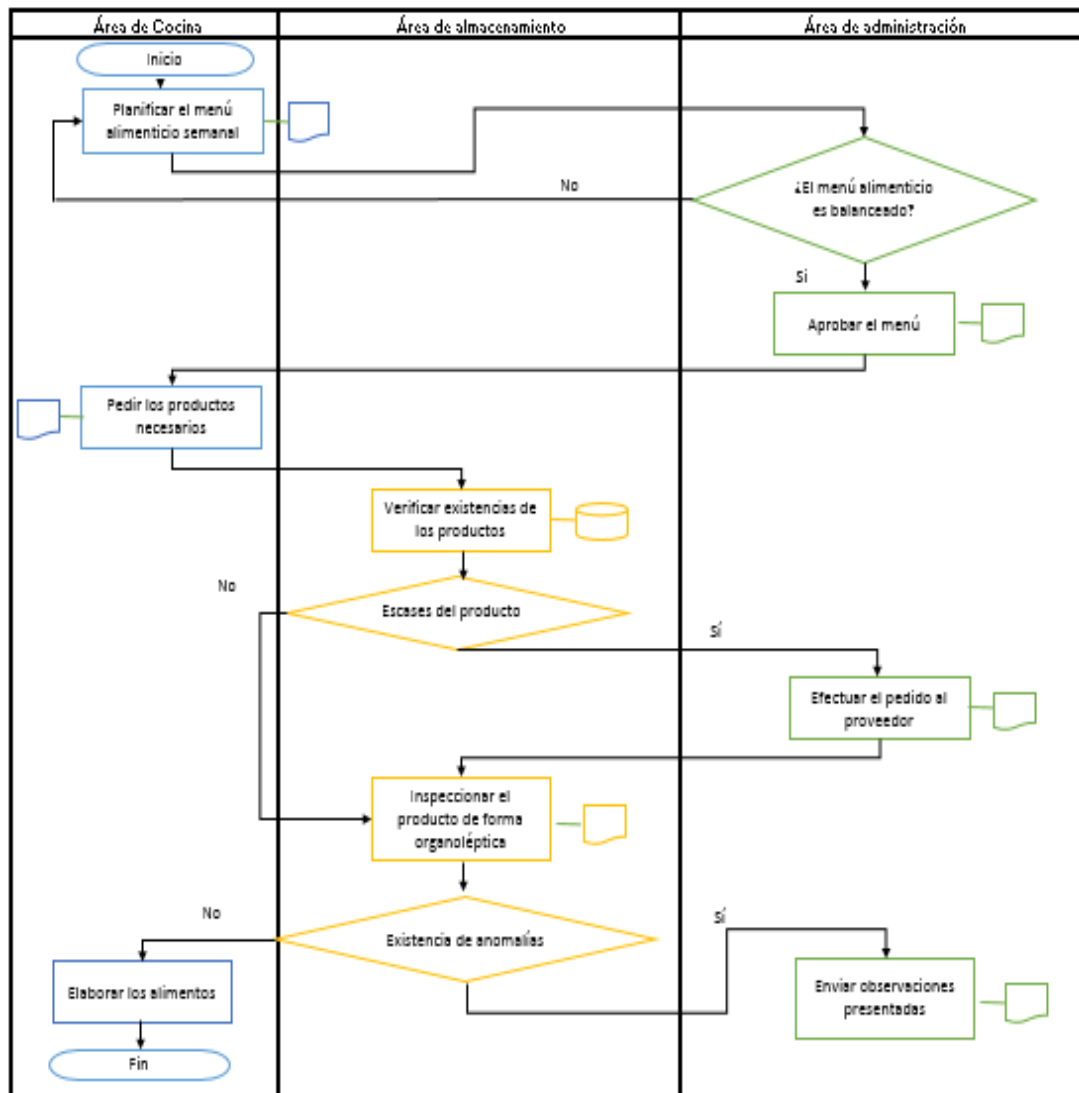 Área de Cocina
Área de almacenamiento
Área de administración
Inicio
Planificar el menú
alimenticio semanal
No
¿El menú alimenticio
es balanceado?
Si
Aprobar el menú
Pedir los productos
necesarios
Verificar existencias de
los productos
No
Escases del producto
Sí
Efectuar el pedido al
proveedor
Inspeccionar el
producto de forma
organoléptica
No
Existencia de anomalías
Sí
Elaborar los alimentos
Enviar observaciones
presentadas
Fin